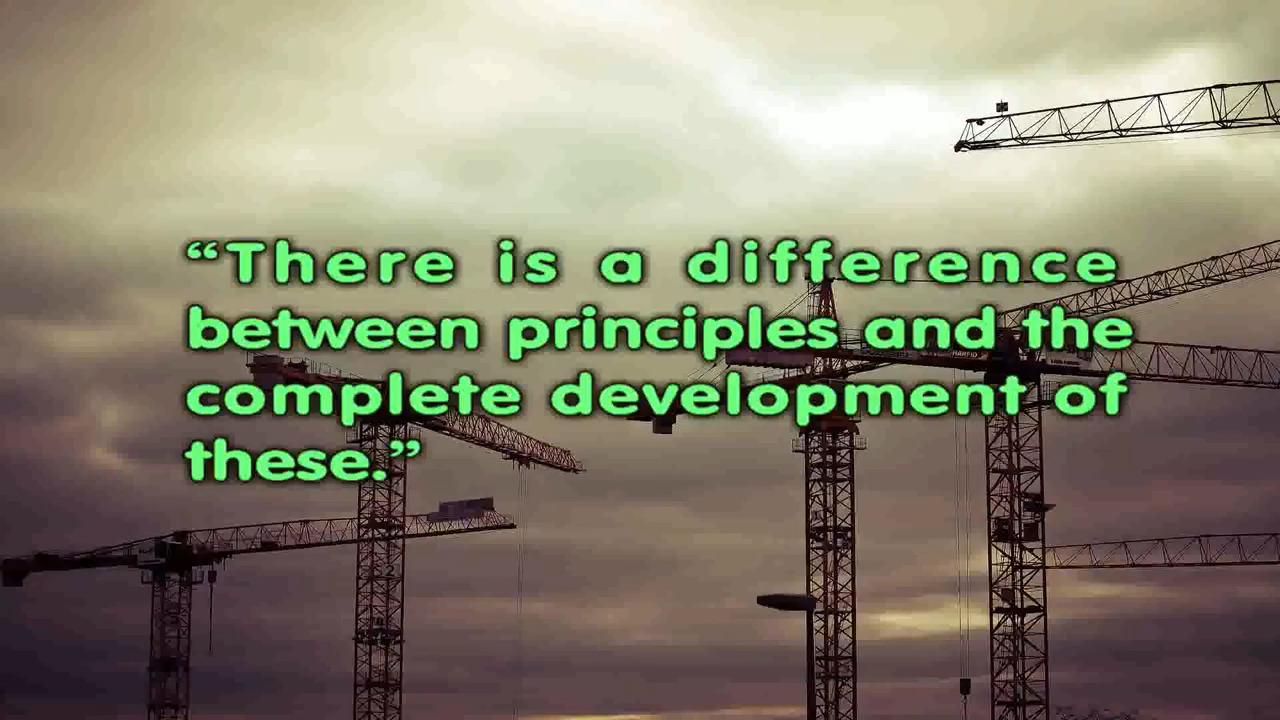 “There is a difference
between principles and the
complete development of
these.”